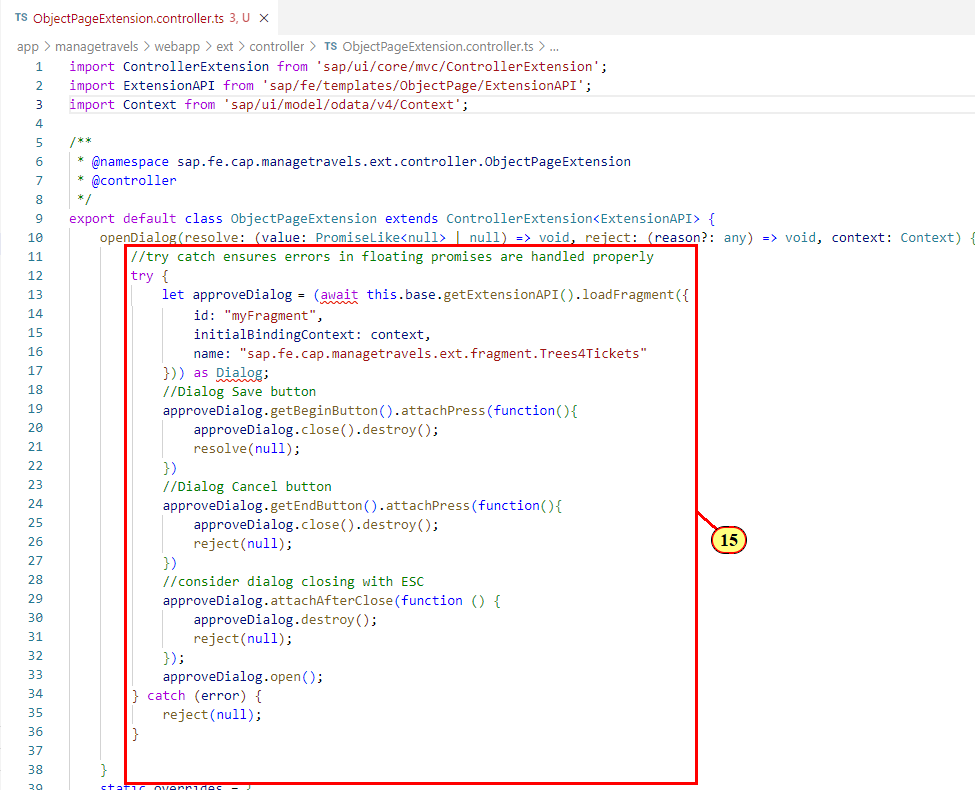 TS ObjectPageExtension.controller.ts 3, U ×
app > managetravels > webapp > ext > controller > TS ObjectPageExtension.controller.ts > ...
1 import ControllerExtension from 'sap/ui/core/mvc/ControllerExtension';
2 import ExtensionAPI from 'sap/fe/templates/ObjectPage/ExtensionAPI';
3 import Context from 'sap/ui/model/odata/v4/Context';
4
5 /**
6 * @namespace sap.fe.cap.managetravels.ext.controller.ObjectPageExtension
7 * @controller
8 */
9 export default class ObjectPageExtension extends ControllerExtension<ExtensionAPI> {
10 openDialog(resolve: (value: PromiseLike<null> | null) => void, reject: (reason?: any) => void, context: Context) {
11 //try catch ensures errors in floating promises are handled properly
12 try {
13 let approveDialog = (await this.base.getExtensionAPI().loadFragment({
14 id: "myFragment",
15 initialBindingContext: context,
16 name: "sap.fe.cap.managetravels.ext.fragment.Trees4Tickets"
17 })) as Dialog;
18 //Dialog Save button
19 approveDialog.getBeginButton().attachPress(function(){
20 approveDialog.close().destroy();
21 resolve(null);
22 })
23 //Dialog Cancel button
24 approveDialog.getEndButton().attachPress(function(){
25 approveDialog.close().destroy();
26 reject(null);
27 })
28 //consider dialog closing with ESC
29 approveDialog.attachAfterClose(function () {
30 approveDialog.destroy();
31 reject(null);
32 });
33 approveDialog.open();
34 } catch (error) {
35 reject(null);
36 }
37
38 }
39 static overrides = {
15